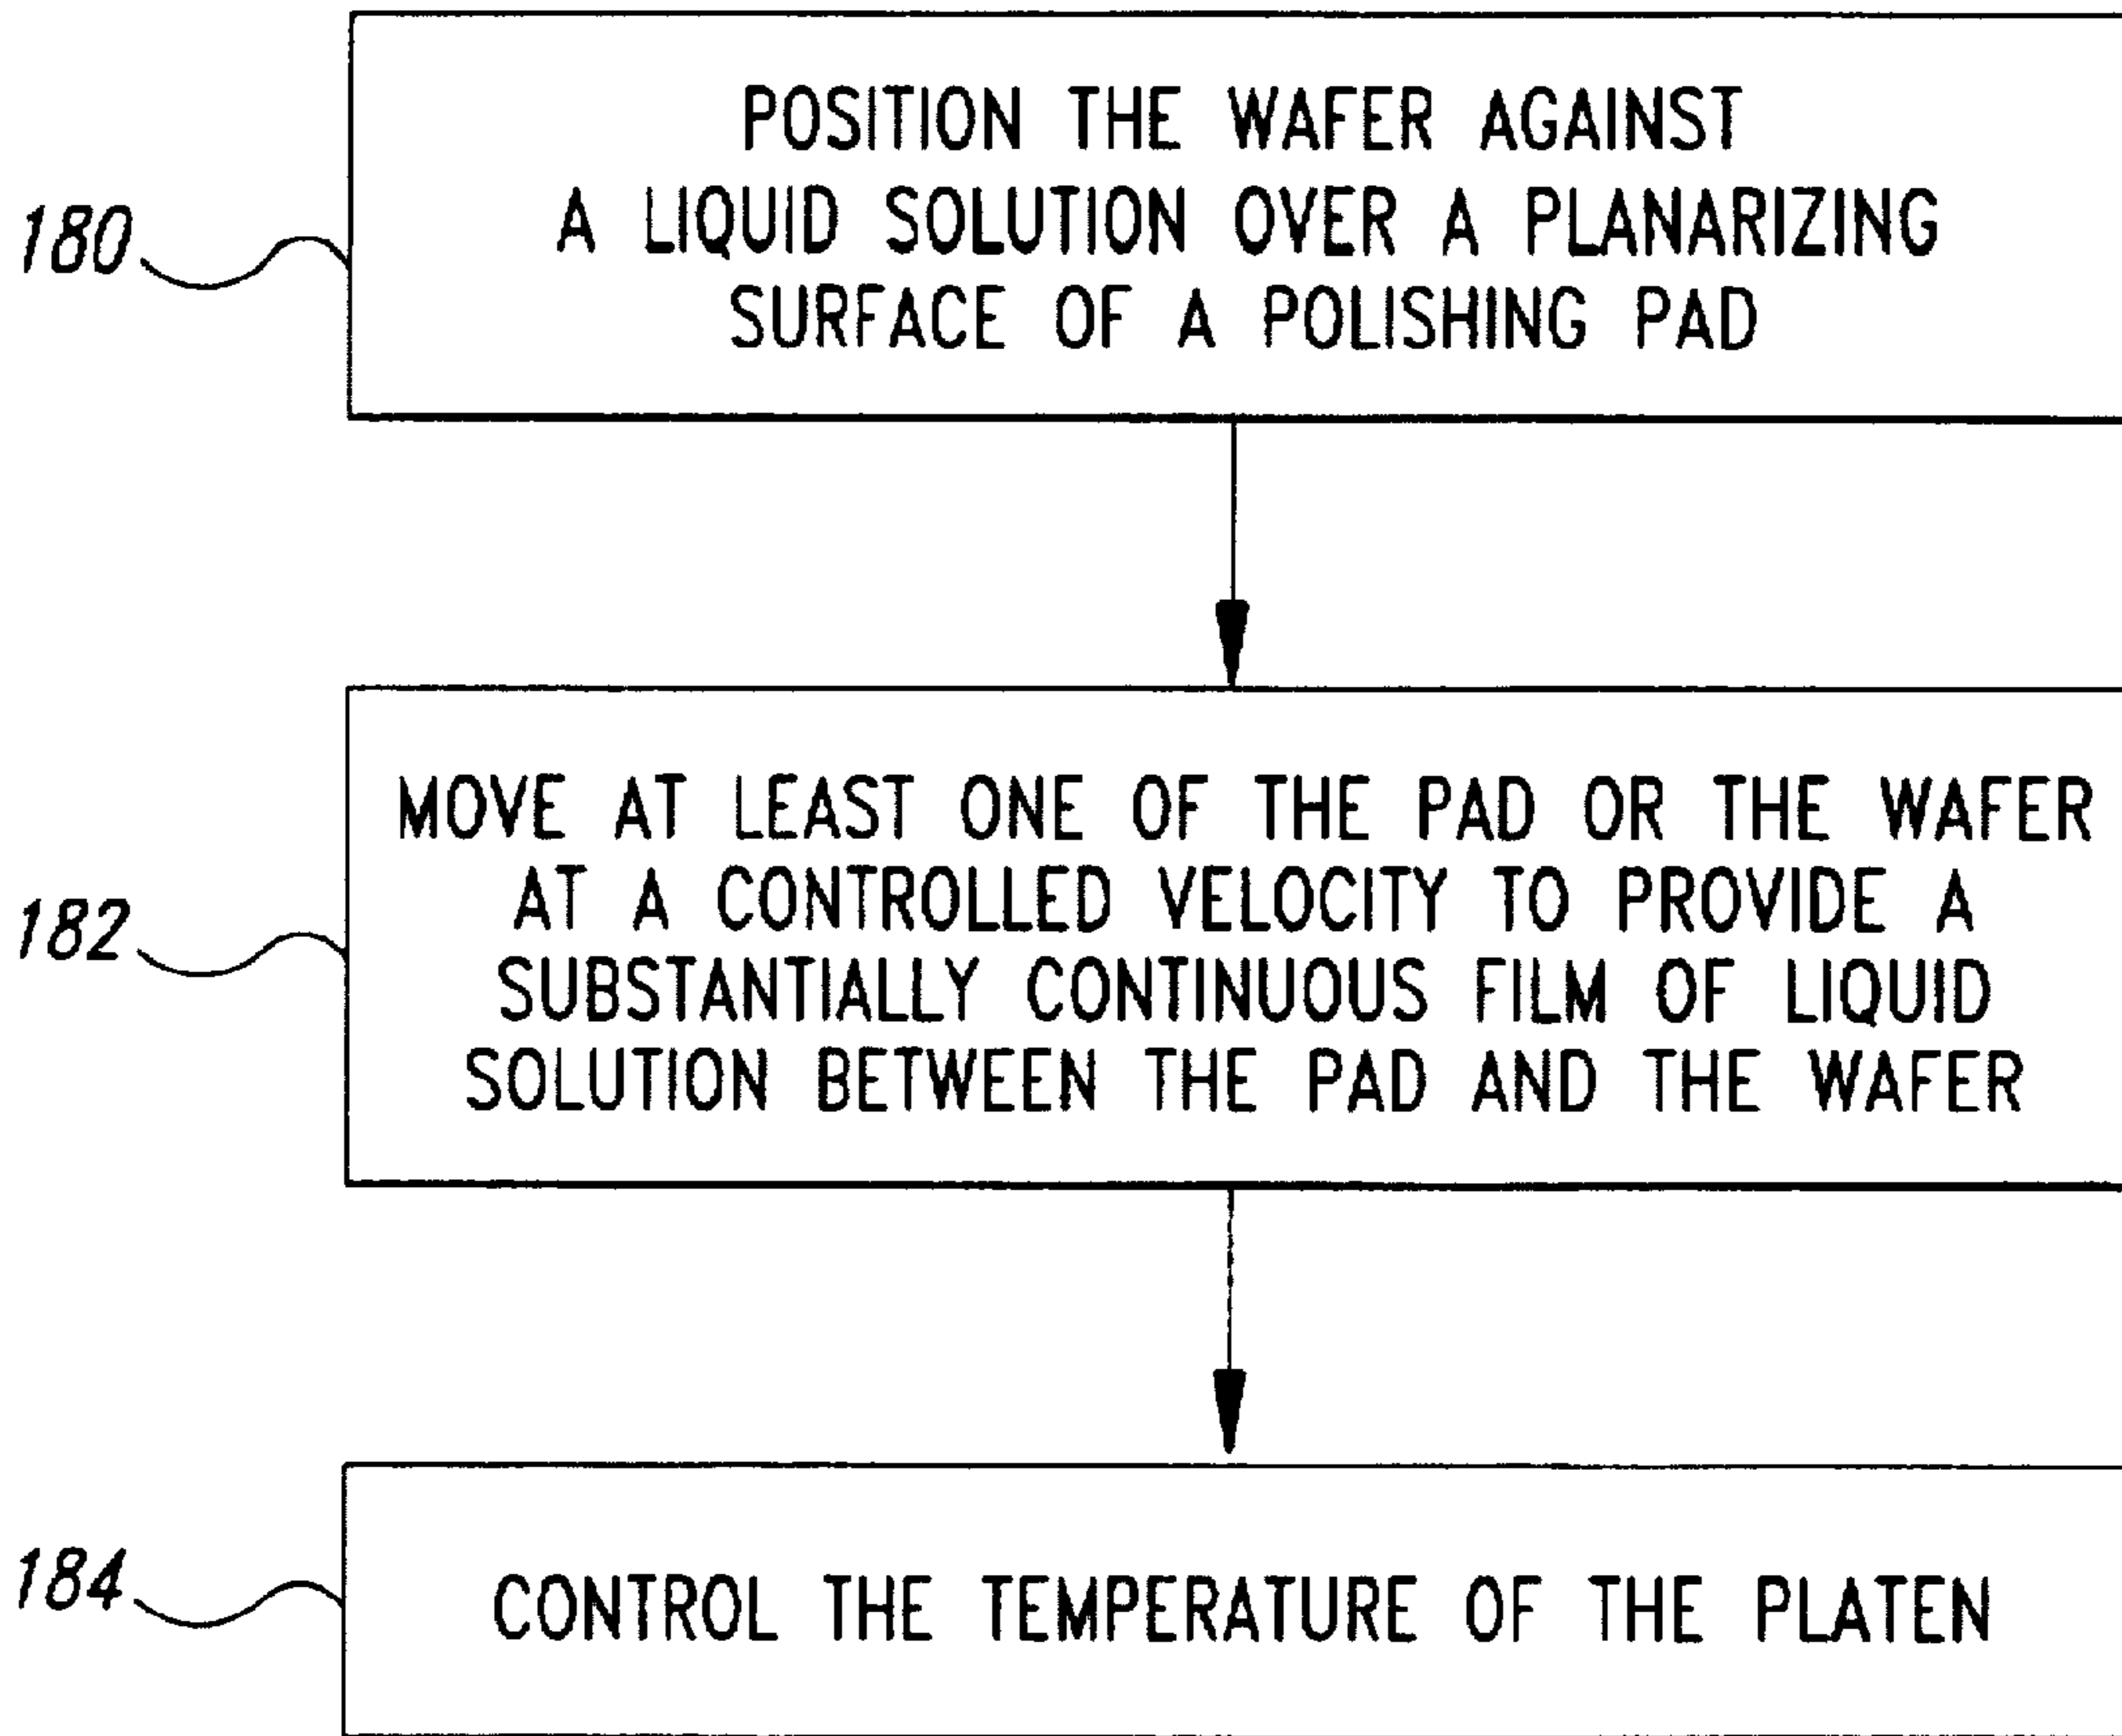 180
POSITION THE WAFER AGAINST
A LIQUID SOLUTION OVER A PLANARIZING
SURFACE OF A POLISHING PAD
182
MOVE AT LEAST ONE OF THE PAD OR THE WAFER
AT A CONTROLLED VELOCITY TO PROVIDE A
SUBSTANTIALLY CONTINUOUS FILM OF LIQUID
SOLUTION BETWEEN THE PAD AND THE WAFER
184
CONTROL THE TEMPERATURE OF THE PLATEN